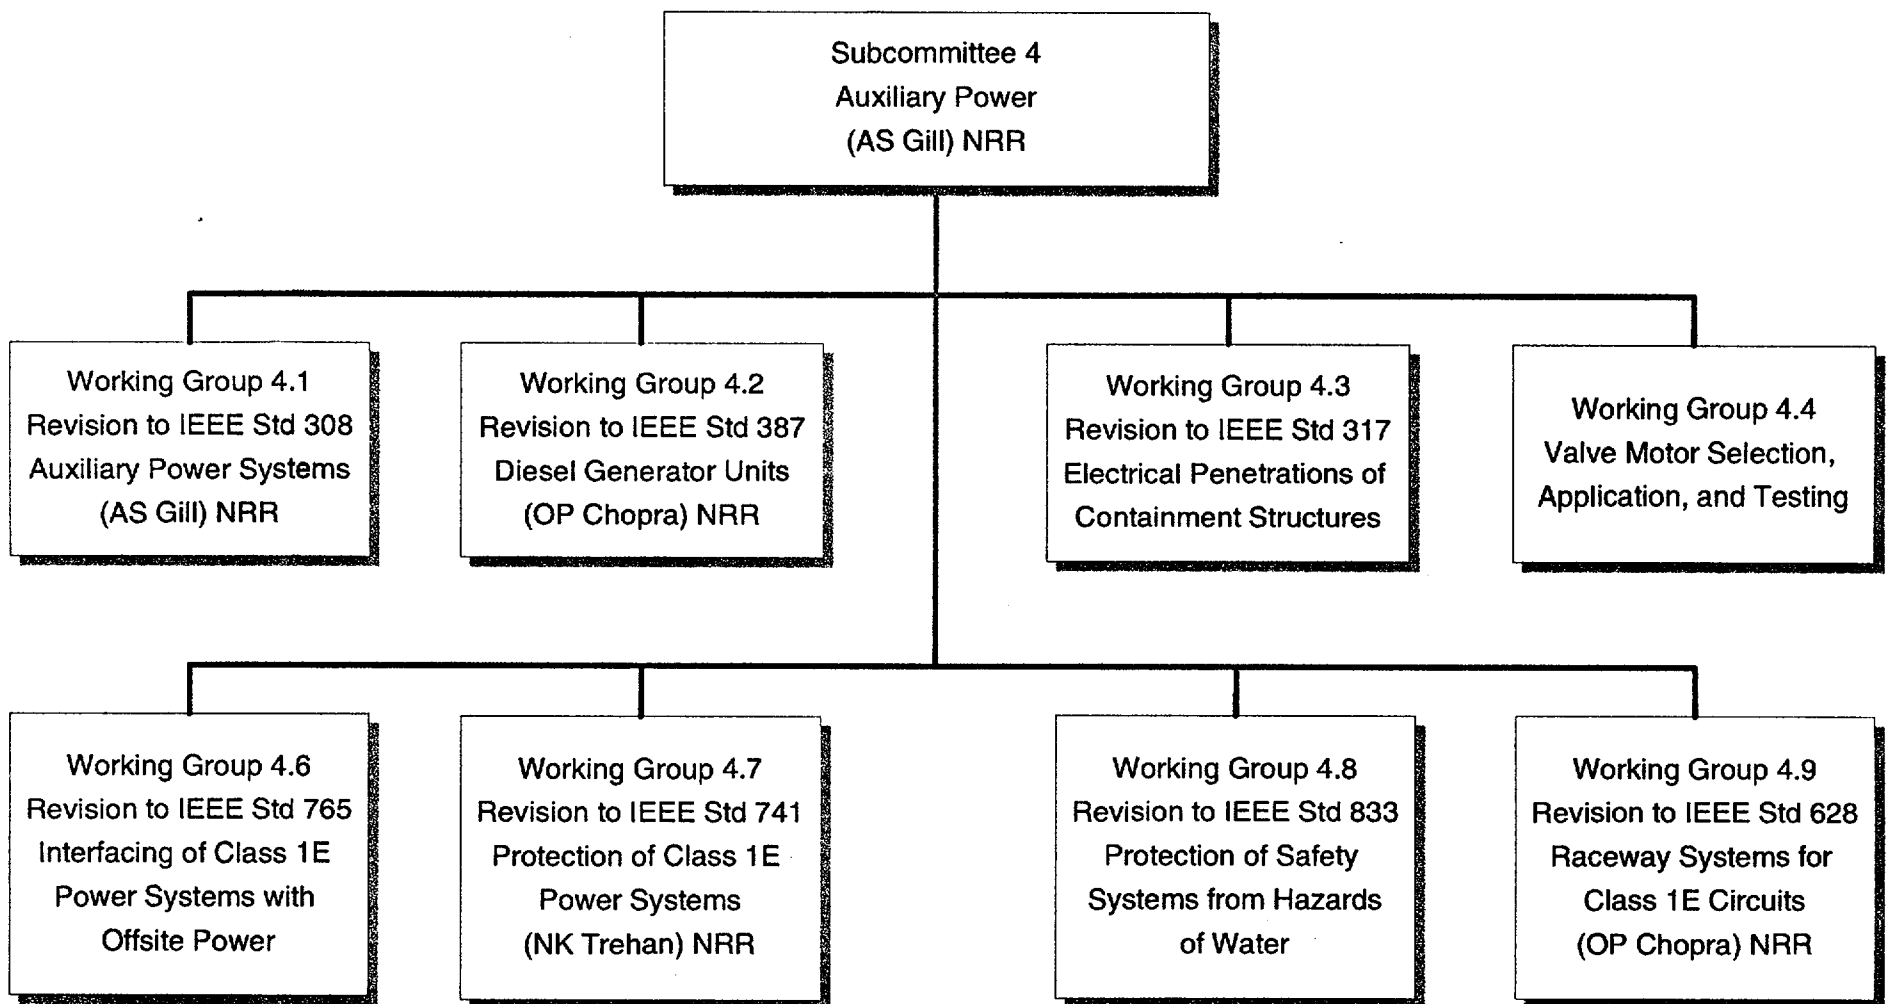 Subcommittee 4
Auxiliary Power
(AS Gill) NRR
Working Group 4.1
Revision to IEEE Std 308
Auxiliary Power Systems
(AS Gill) NRR
Working Group 4.2
Revision to IEEE Std 387
Diesel Generator Units
(OP Chopra) NRR
Working Group 4.3
Revision to IEEE Std 317
Electrical Penetrations of
Containment Structures
Working Group 4.4
Valve Motor Selection,
Application, and Testing
Working Group 4.6
Revision to IEEE Std 765
Interfacing of Class 1E
Power Systems with
Offsite Power
Working Group 4.7
Revision to IEEE Std 741
Protection of Class 1E
Power Systems
(NK Trehan) NRR
Working Group 4.8
Revision to IEEE Std 833
Protection of Safety
Systems from Hazards
of Water
Working Group 4.9
Revision to IEEE Std 628
Raceway Systems for
Class 1E Circuits
(OP Chopra) NRR